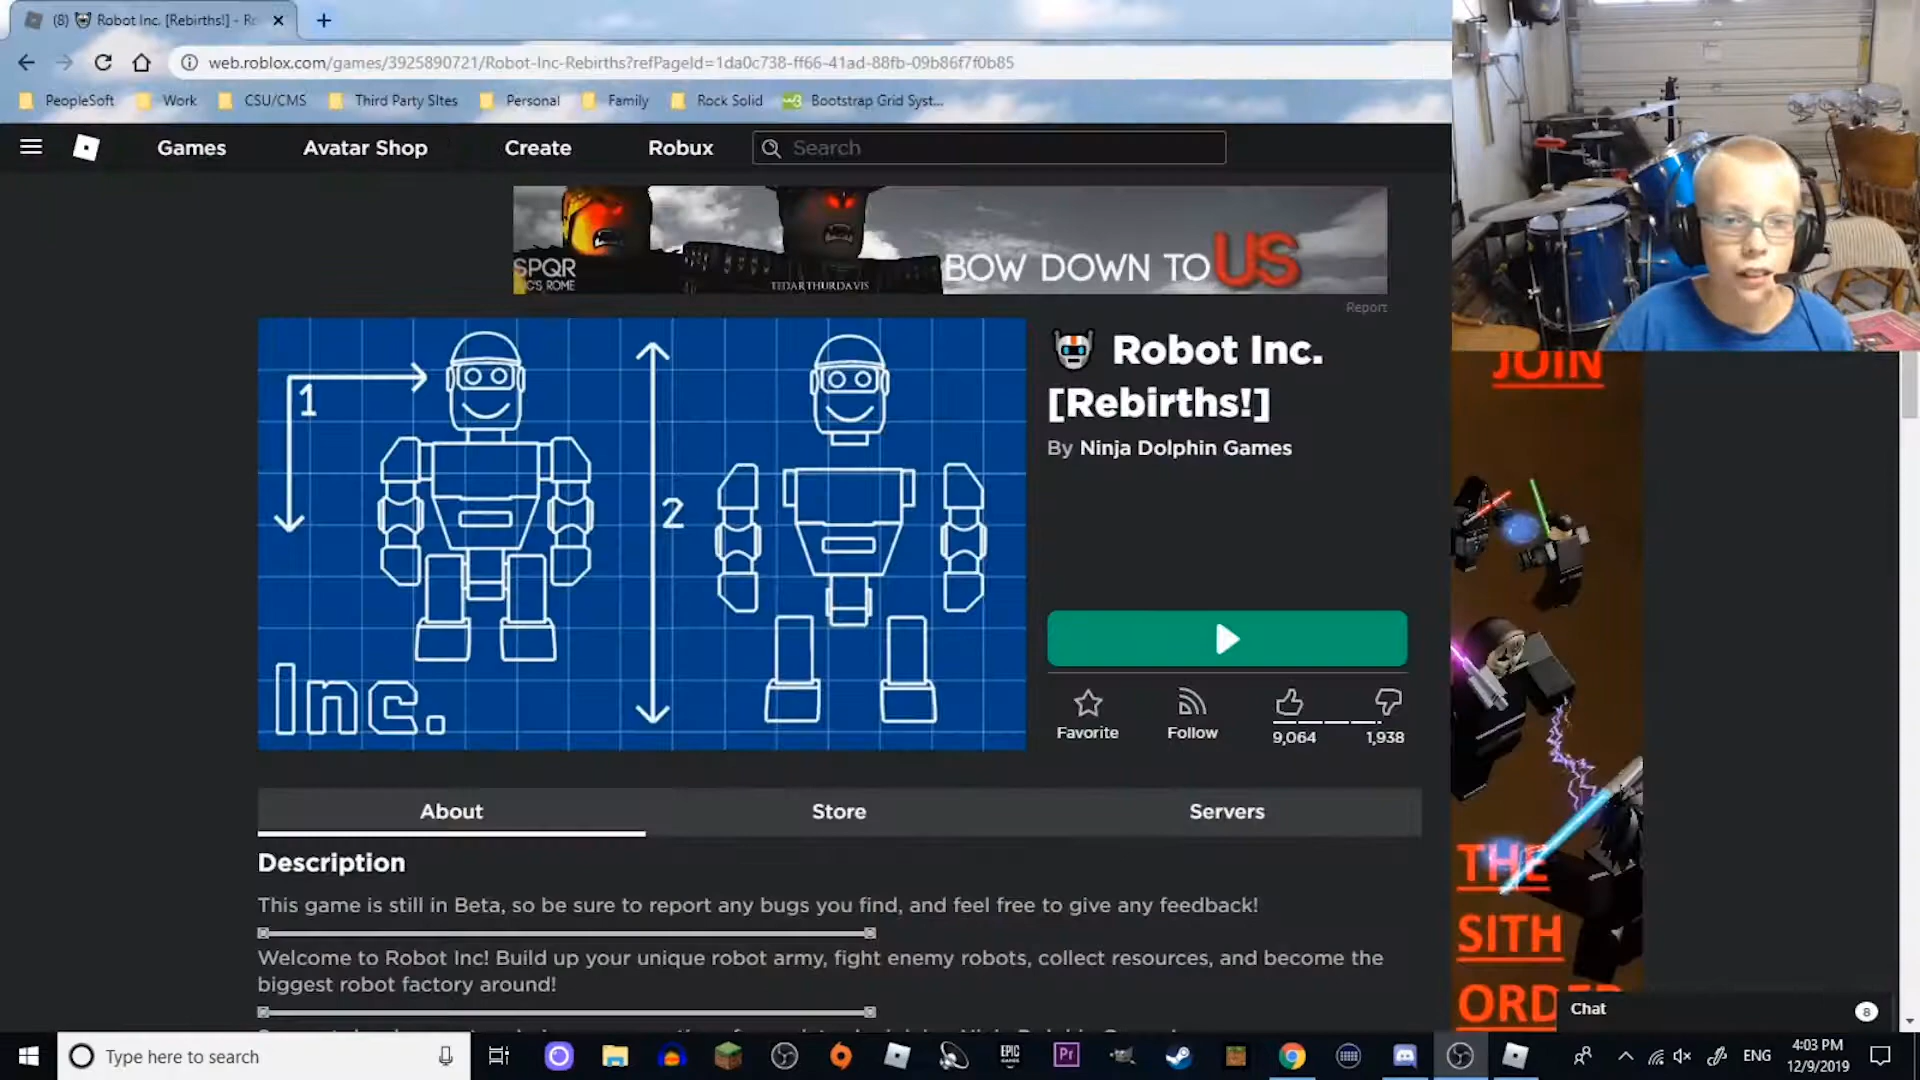 (8) Robot Inc. [Rebirths!] - Ro
web.roblox.com/games/3925890721/Robot-Inc-Rebirths?refPageId=1da0c738-ff66-41ad-88fb-09b86f7f0b85
PeopleSoft Work CSU/CMS Third Party SItes Personal Family Rock Solid Bootstrap Grid Syst...
Games Avatar Shop Create Robux Search
SPQR
TEDARTHURDAVIS
BOW DOWN TO US
Report
JOIN
1
2
Inc.
Robot Inc.
[Rebirths!]
By Ninja Dolphin Games
Favorite Follow 9,064 1,938
About Store Servers
Description
This game is still in Beta, so be sure to report any bugs you find, and feel free to give any feedback!
Welcome to Robot Inc! Build up your unique robot army, fight enemy robots, collect resources, and become the
biggest robot factory around!
THE
SITH
ORDER
Chat 8
Type here to search
EPIC
Pr
ENG
4:03 PM
12/9/2019